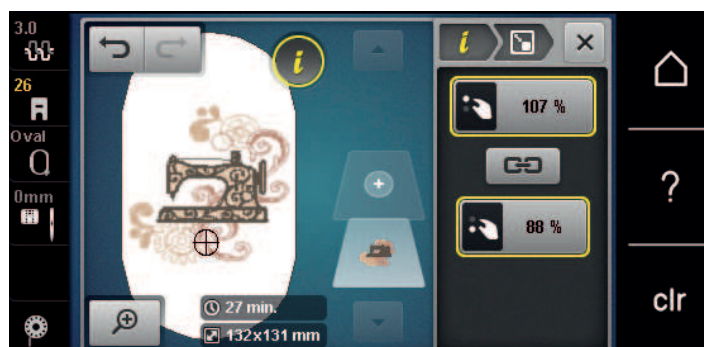 3.0
26
Oval
0mm
i
27 min.
132x131 mm
i
107 %
88 %
?
clr